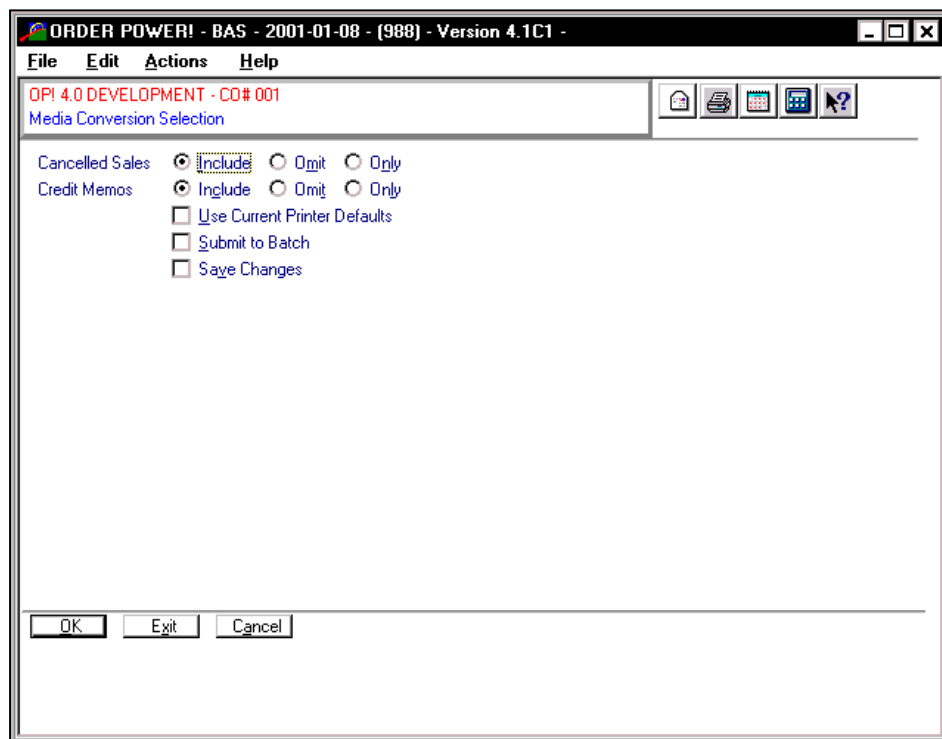 ORDER POWER! - BAS - 2001-01-08 - (988) - Version 4.1C1 -
File Edit Actions Help
OP! 4.0 DEVELOPMENT - CO# 001
Media Conversion Selection
Cancelled Sales Include Omit Only
Credit Memos Include Omit Only
Use Current Printer Defaults
Submit to Batch
Save Changes
OK Exit Cancel